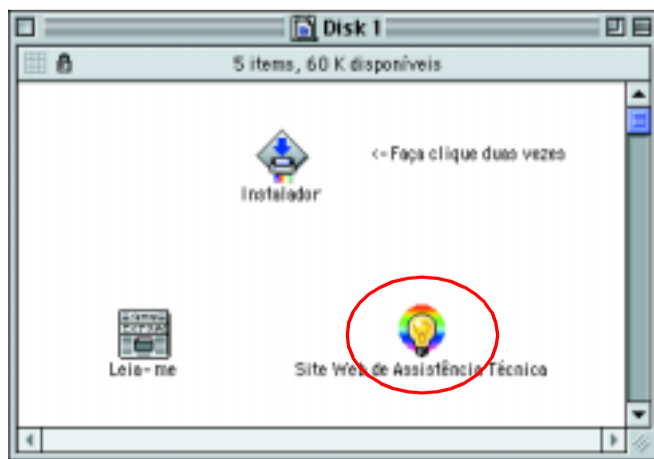 Disk 1
5 items, 60 K disponíveis
<-Faça clique duas vezes
Instalador
Leia-me
Site Web de Assistência Técnica